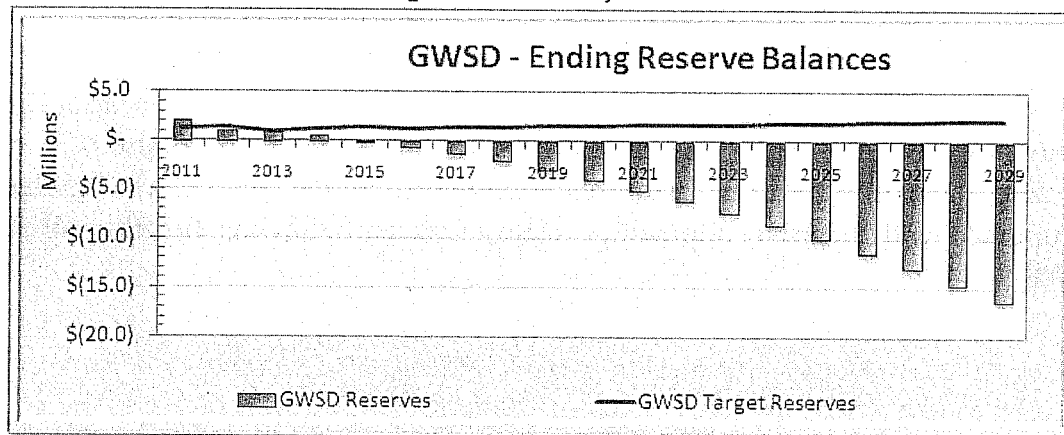 GWSD - Ending Reserve Balances
Millions
$5.0
$-
$(5.0)
$(10.0)
$(15.0)
$(20.0)
2011 2013 2015 2017 2019 2021 2023 2025 2027 2029
GWSD Reserves GWSD Target Reserves